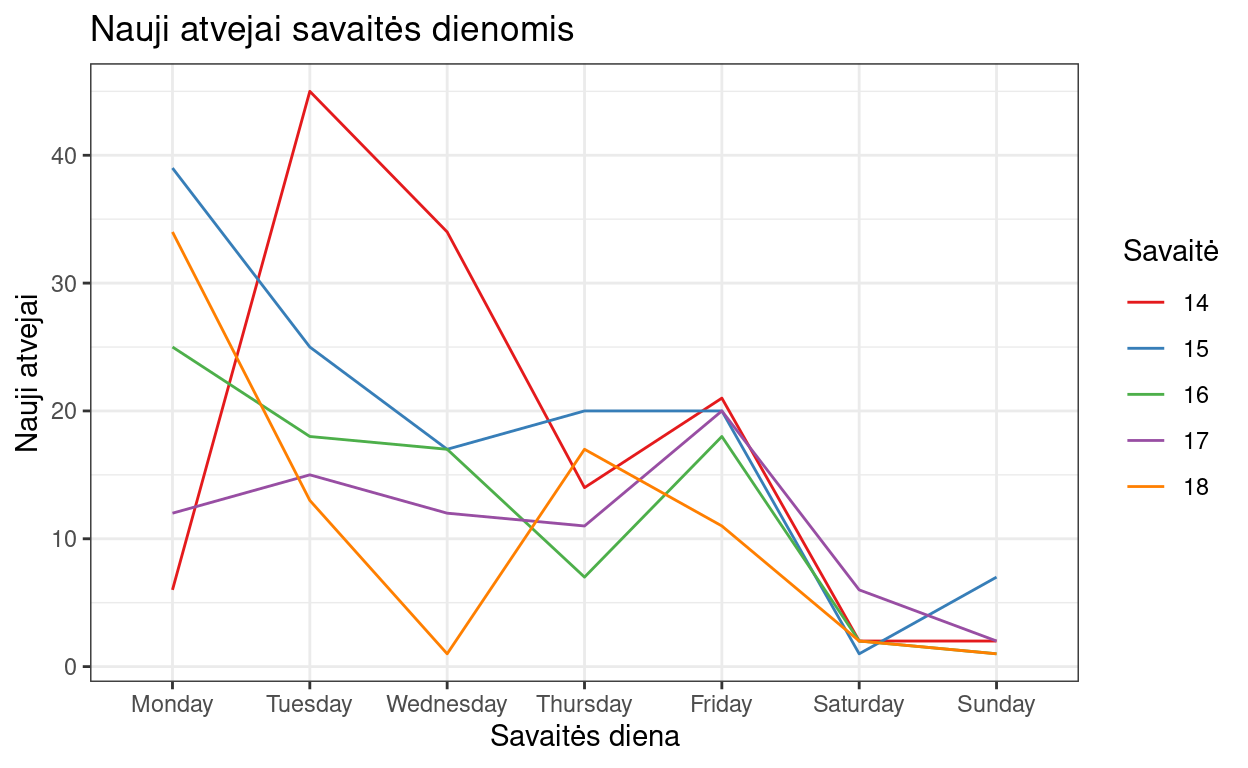 Nauji atvejai savaitės dienomis
Nauji atvejai
40
30
20
10
0
Monday Tuesday Wednesday Thursday Friday Saturday Sunday
Savaitės diena
Savaitė
14
15
16
17
18